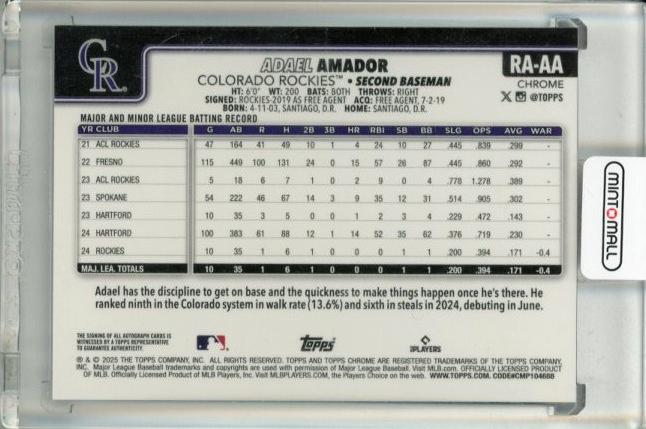 CR
ADAEL AMADOR
RA-AA
COLORADO ROCKIES™ • SECOND BASEMAN
CHROME
HT: 6'0" WT: 200 BATS: BOTH THROWS: RIGHT
X @TOPPS
SIGNED: ROCKIES-2019 AS FREE AGENT ACQ: FREE AGENT, 7-2-19
BORN: 4-11-03, SANTIAGO, D.R. HOME: SANTIAGO, D.R.
MAJOR AND MINOR LEAGUE BATTING RECORD
YR CLUB G AB R H 2B 3B HR RBI SB BB SLG OPS AVG WAR
21 ACL ROCKIES 47 164 41 49 10 1 4 24 10 27 .445 .839 .299 -
22 FRESNO 115 449 100 131 24 0 15 57 26 87 .445 .860 .292 -
23 ACL ROCKIES 5 18 6 7 1 0 2 9 0 4 .778 1.278 .389 -
23 SPOKANE 54 222 46 67 14 3 9 35 12 31 .514 .905 .302 -
23 HARTFORD 10 35 3 5 0 0 1 2 3 4 .229 .472 .143 -
24 HARTFORD 100 383 61 88 12 1 14 52 35 62 .376 .719 .230 -
24 ROCKIES 10 35 1 6 1 0 0 0 1 1 .200 .394 .171 -0.4
MAJ. LEA. TOTALS 10 35 1 6 1 0 0 0 1 1 .200 .394 .171 -0.4
Adael has the discipline to get on base and the quickness to make things happen once he's there. He
ranked ninth in the Colorado system in walk rate (13.6%) and sixth in steals in 2024, debuting in June.
THE SIGNING OF ALL AUTOGRAPH CARDS IS
WITNESSED BY A TOPPS REPRESENTATIVE
TO GUARANTEE AUTHENTICITY.
Topps
PLAYERS
® & © 2025 THE TOPPS COMPANY, INC. ALL RIGHTS RESERVED. TOPPS AND TOPPS CHROME ARE REGISTERED TRADEMARKS OF THE TOPPS COMPANY,
INC. Major League Baseball trademarks and copyrights are used with permission of Major League Baseball. Visit MLB.com. OFFICIALLY LICENSED PRODUCT
OF MLB. Officially Licensed Product of MLB Players, Inc. Visit MLBPLAYERS.COM, the Players Choice on the web. WWW.TOPPS.COM. CODE#CMP104688
MINT MALL